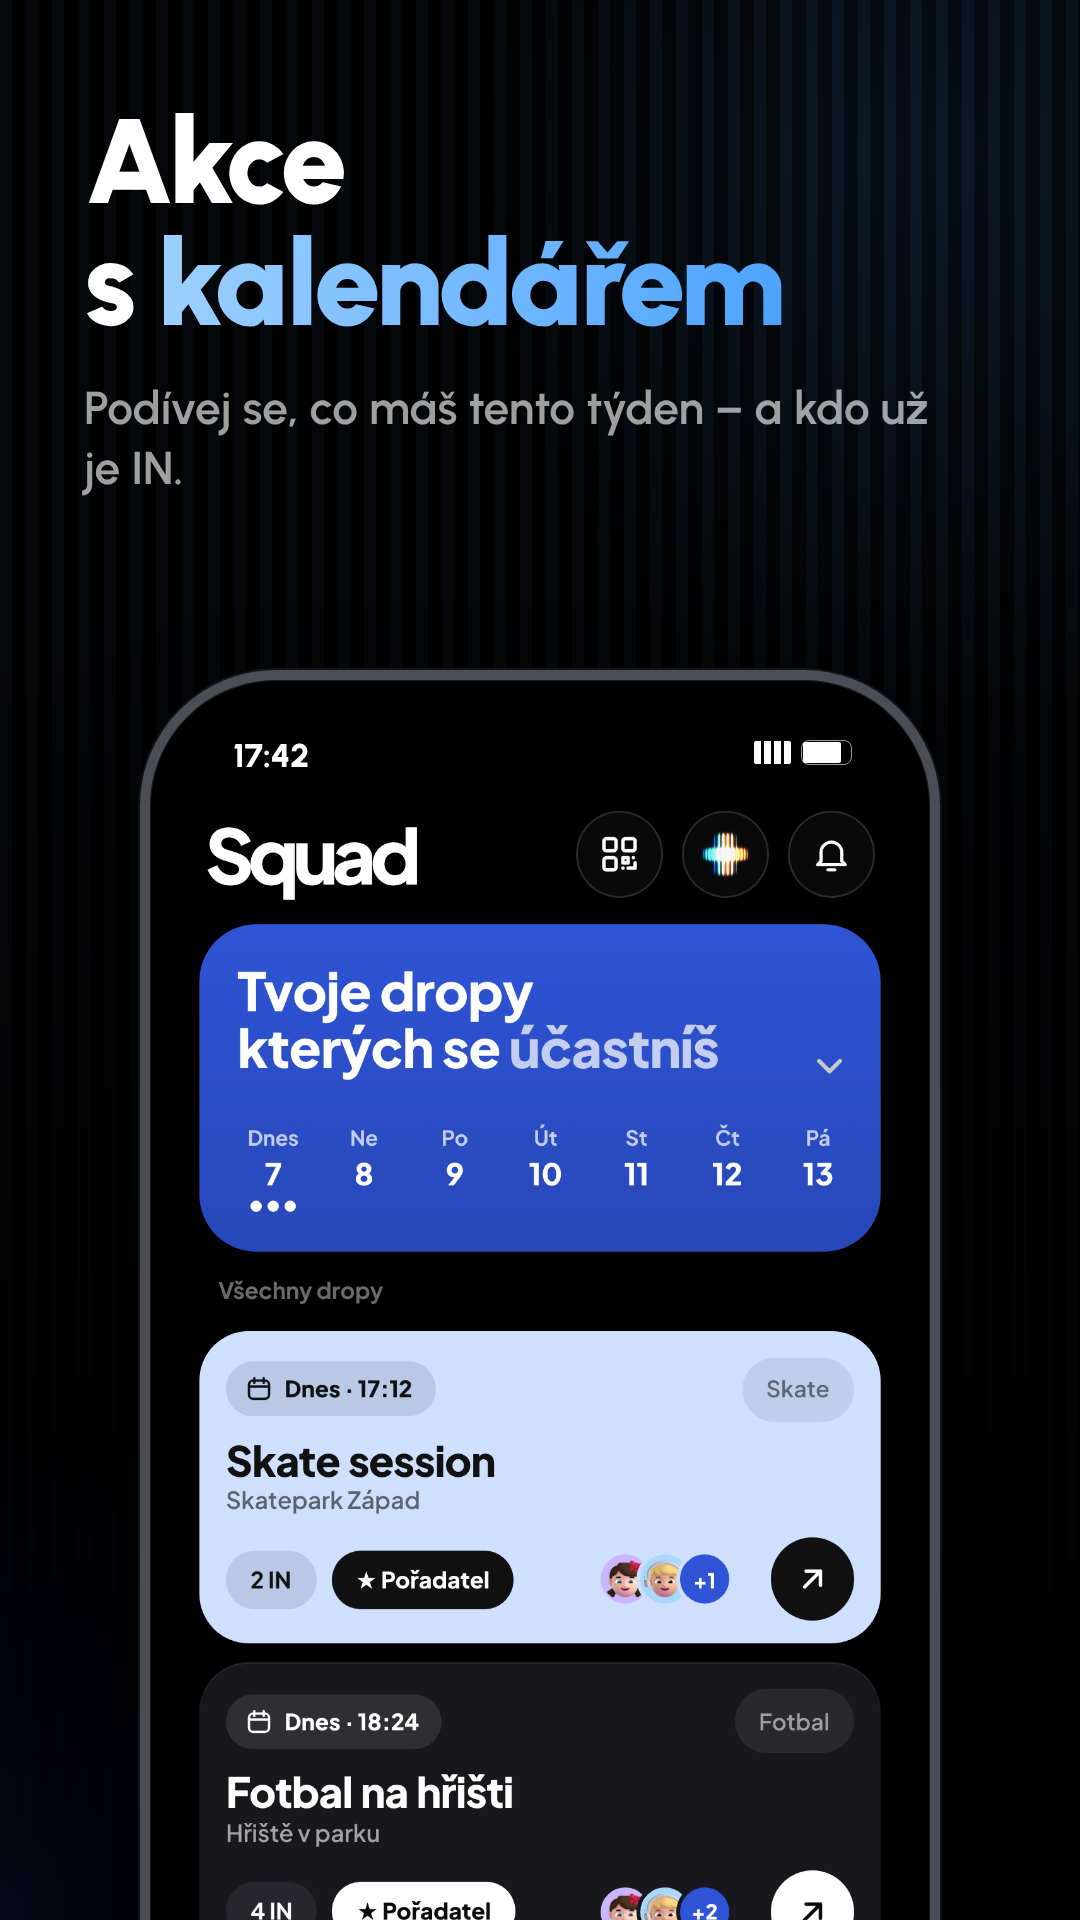 Akce
s kalendářem
Podívej se, co máš tento týden – a kdo už
je IN.
17:42
Squad
Tvoje dropy
kterých se účastníš
Dnes Ne Po Út St Čt Pá
7 8 9 10 11 12 13
Všechny dropy
Dnes · 17:12 Skate
Skate session
Skatepark Západ
2 IN ★ Pořadatel +1
Dnes · 18:24 Fotbal
Fotbal na hřišti
Hřiště v parku
4 IN ★ Pořadatel +2